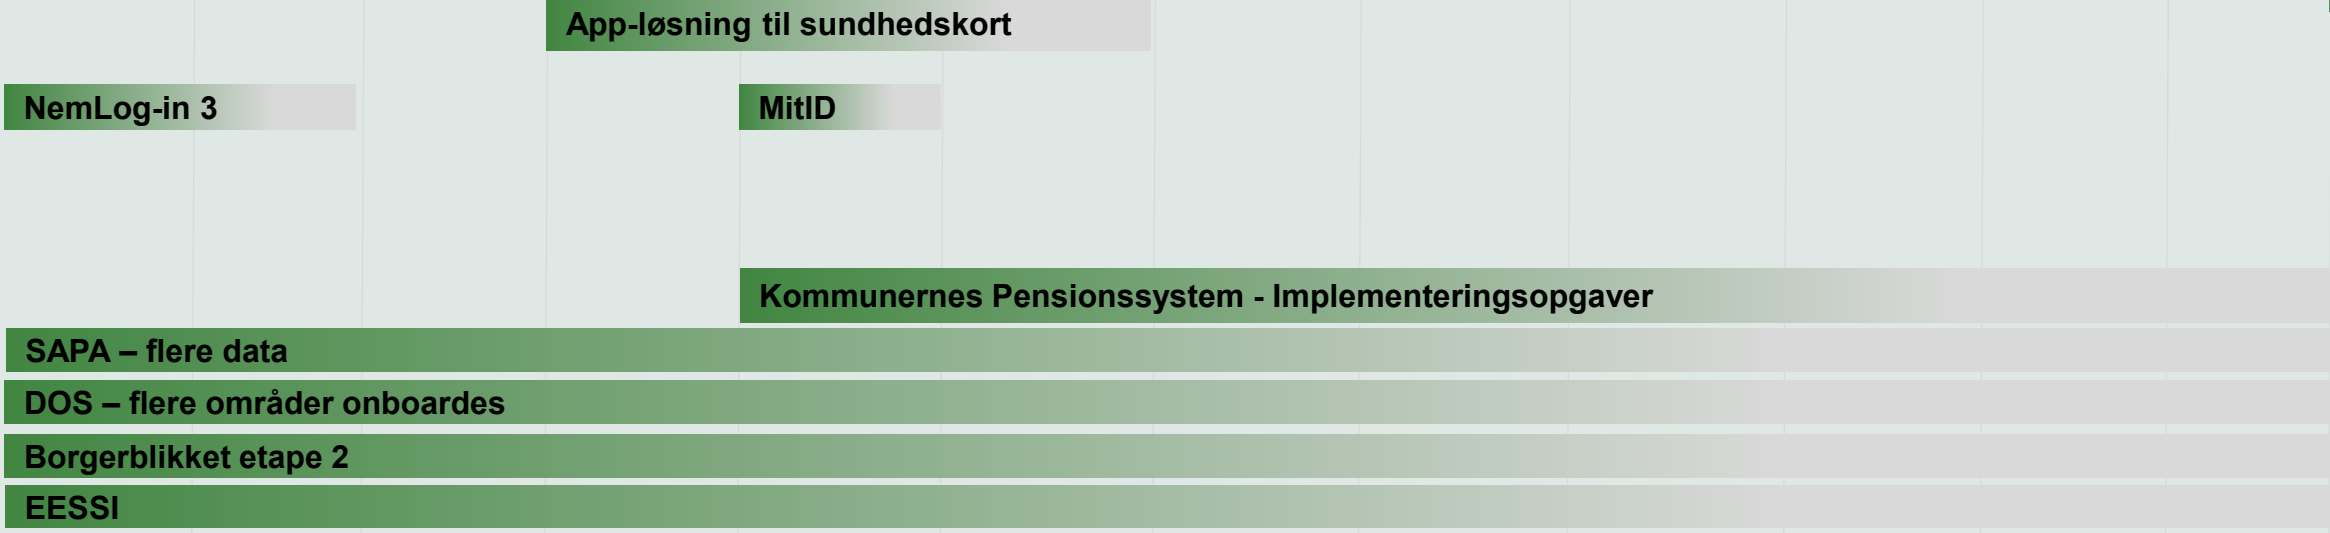 App-løsning til sundhedskort
NemLog-in 3
MitID
Kommunernes Pensionssystem - Implementeringsopgaver
SAPA – flere data
DOS – flere områder onboardes
Borgerblikket etape 2
EESSI